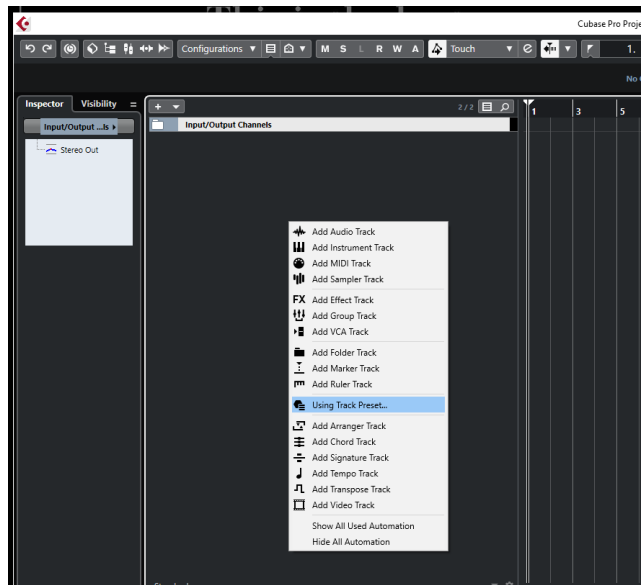 Cubase Pro Proje
Configurations M S L R W A Touch 1.
No
Inspector Visibility 2 / 2 1 3 5
Input/Output ...ls Input/Output Channels
Stereo Out
Add Audio Track
Add Instrument Track
Add MIDI Track
Add Sampler Track
FX Add Effect Track
Add Group Track
Add VCA Track
Add Folder Track
Add Marker Track
Add Ruler Track
Using Track Preset...
Add Arranger Track
Add Chord Track
Add Signature Track
Add Tempo Track
Add Transpose Track
Add Video Track
Show All Used Automation
Hide All Automation